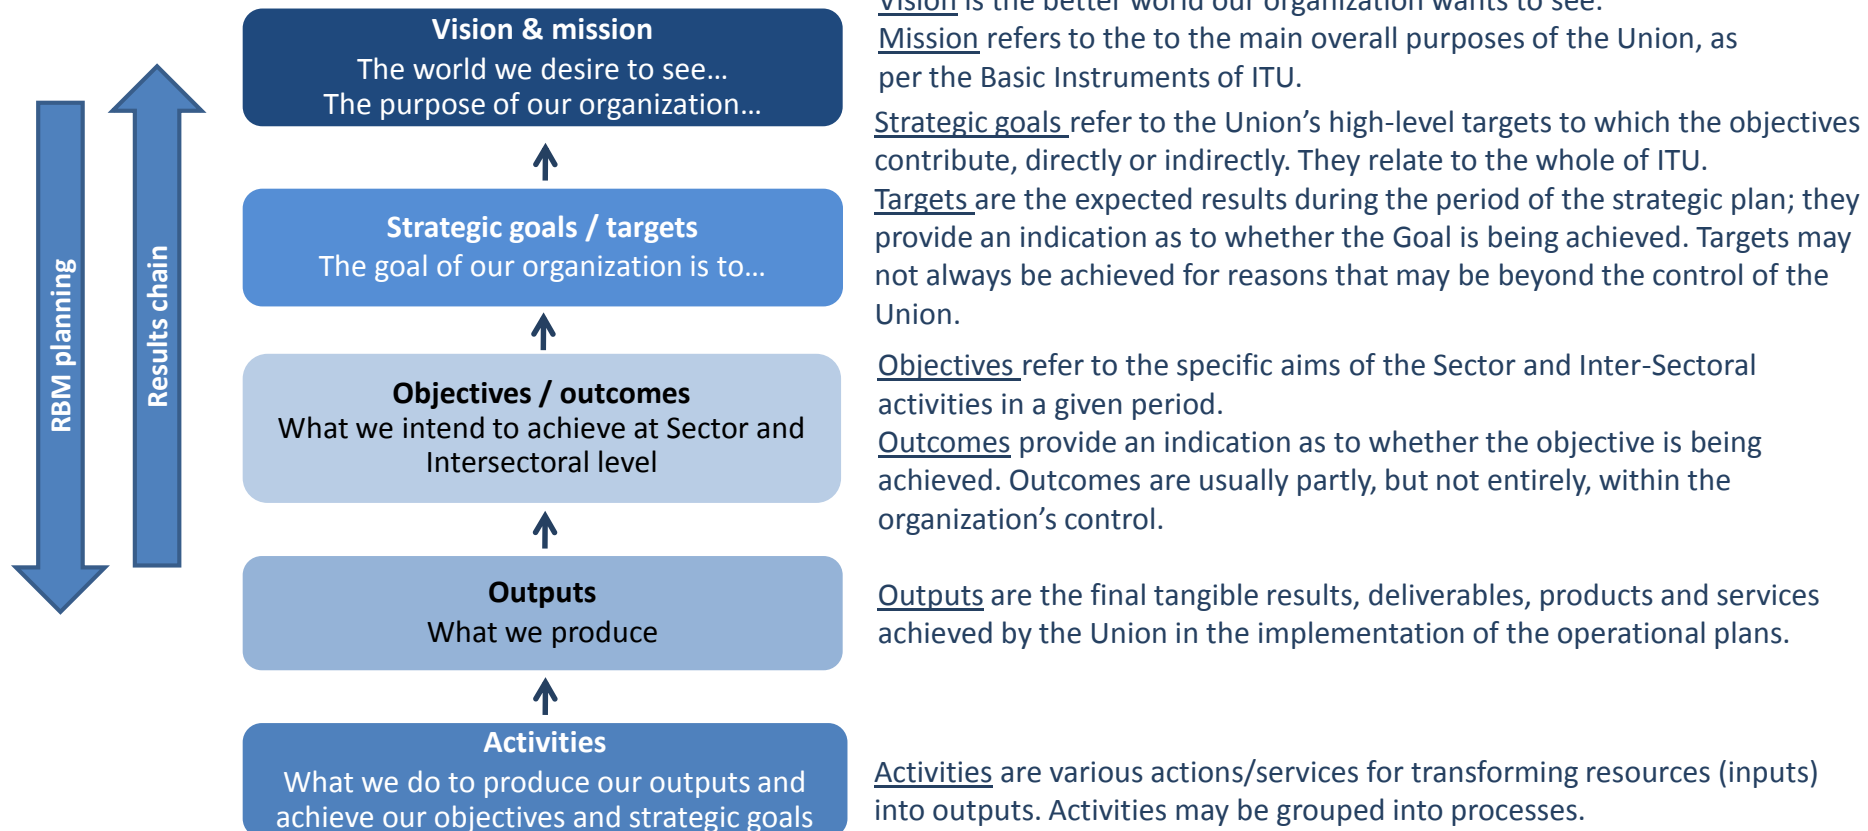 RBM planning
Results chain
Vision & mission
The world we desire to see...
The purpose of our organization...
Strategic goals / targets
The goal of our organization is to...
Objectives / outcomes
What we intend to achieve at Sector and
Intersectoral level
Outputs
What we produce
Activities
What we do to produce our outputs and
achieve our objectives and strategic goals
Vision is the better world our organization wants to see.
Mission refers to the to the main overall purposes of the Union, as
per the Basic Instruments of ITU.
Strategic goals refer to the Union's high-level targets to which the objectives
contribute, directly or indirectly. They relate to the whole of ITU.
Targets are the expected results during the period of the strategic plan; they
provide an indication as to whether the Goal is being achieved. Targets may
not always be achieved for reasons that may be beyond the control of the
Union.
Objectives refer to the specific aims of the Sector and Inter-Sectoral
activities in a given period.
Outcomes provide an indication as to whether the objective is being
achieved. Outcomes are usually partly, but not entirely, within the
organization's control.
Outputs are the final tangible results, deliverables, products and services
achieved by the Union in the implementation of the operational plans.
Activities are various actions/services for transforming resources (inputs)
into outputs. Activities may be grouped into processes.